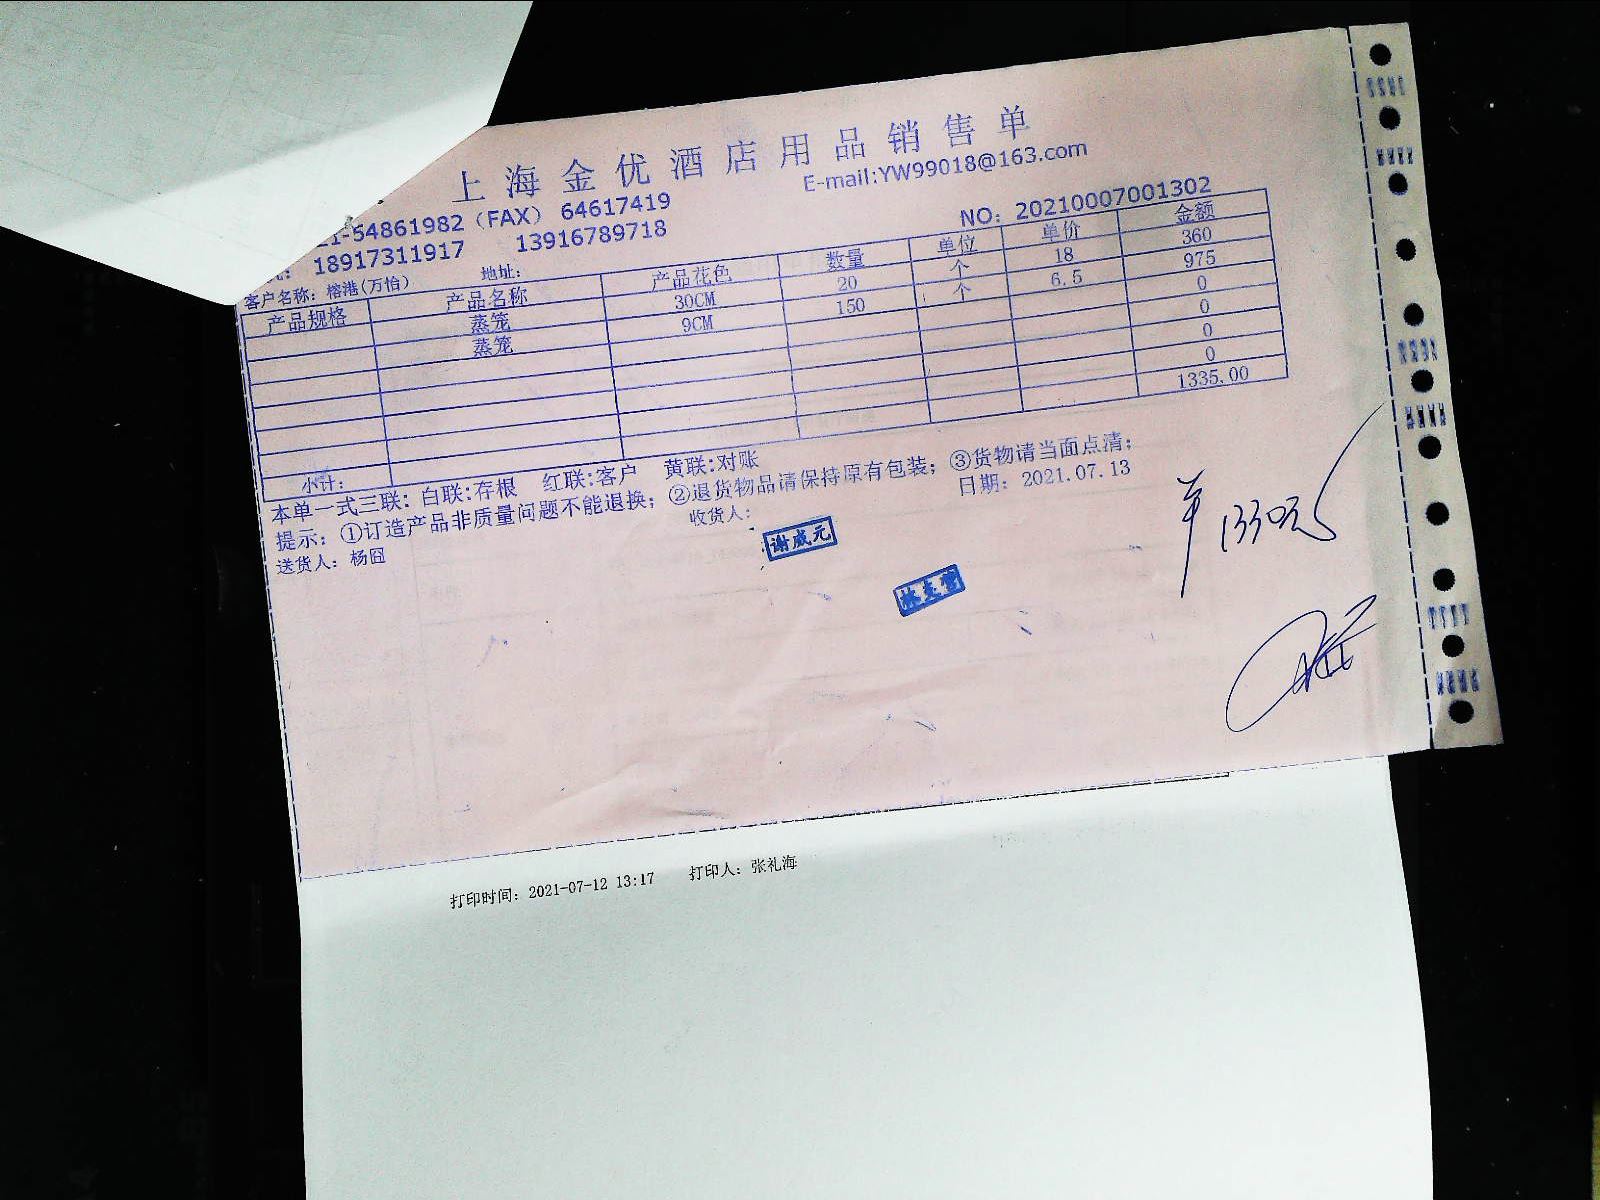 上海金优酒店用品销售单
E-mail:YW99018@163.com
21-54861982（FAX） 64617419
18917311917 13916789718
NO：20210007001302
客户名称：榕港(万怡) 地址：
产品规格 产品名称 产品花色 数量 单位 单价 金额
蒸笼 30CM 20 个 18 360
蒸笼 9CM 150 个 6.5 975
0
0
0
0
小计： 1335.00
本单一式三联：白联:存根 红联:客户 黄联:对账
提示：①订造产品非质量问题不能退换；②退货物品请保持原有包装；③货物请当面点清；
送货人：杨囧 收货人： 日期：2021.07.13
谢威元
1330元
打印时间：2021-07-12 13:17 打印人：张礼海